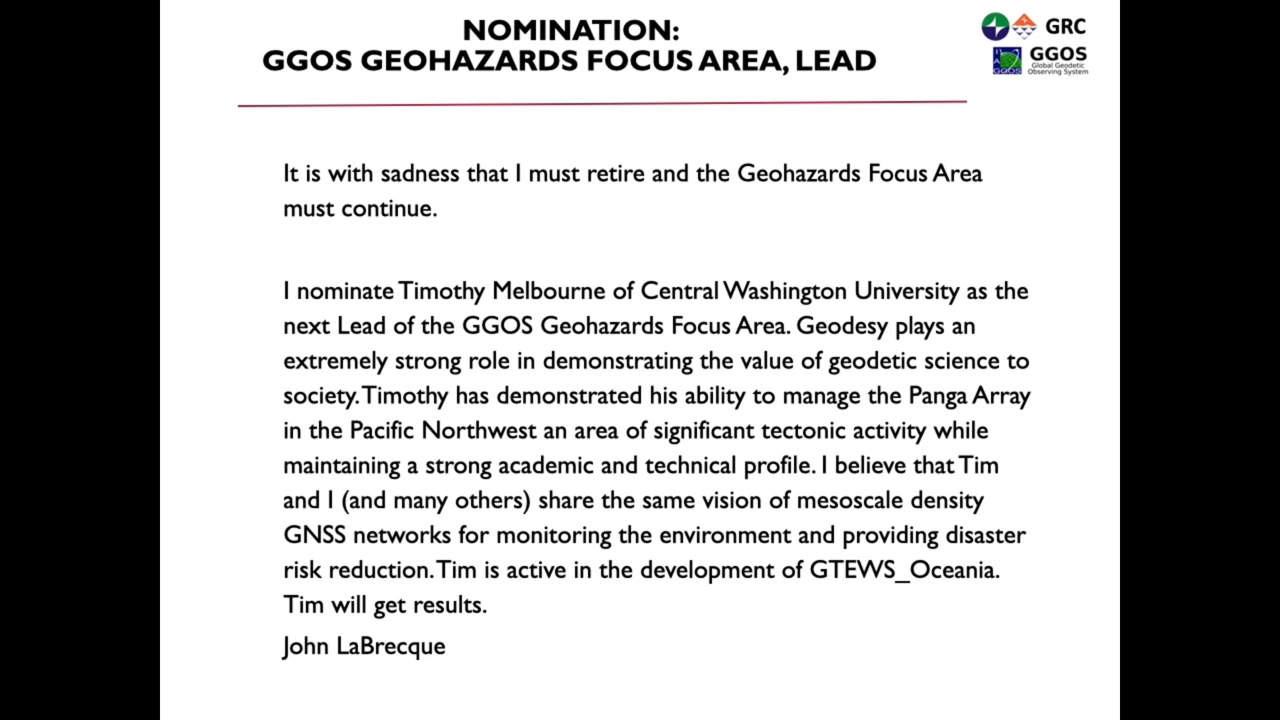 NOMINATION:
GGOS GEOHAZARDS FOCUS AREA, LEAD
GRC
GGOS
Global Geodetic
Observing System
GGOS
It is with sadness that I must retire and the Geohazards Focus Area
must continue.
I nominate Timothy Melbourne of Central Washington University as the
next Lead of the GGOS Geohazards Focus Area. Geodesy plays an
extremely strong role in demonstrating the value of geodetic science to
society. Timothy has demonstrated his ability to manage the Panga Array
in the Pacific Northwest an area of significant tectonic activity while
maintaining a strong academic and technical profile. I believe that Tim
and I (and many others) share the same vision of mesoscale density
GNSS networks for monitoring the environment and providing disaster
risk reduction. Tim is active in the development of GTEWS_Oceania.
Tim will get results.
John LaBrecque